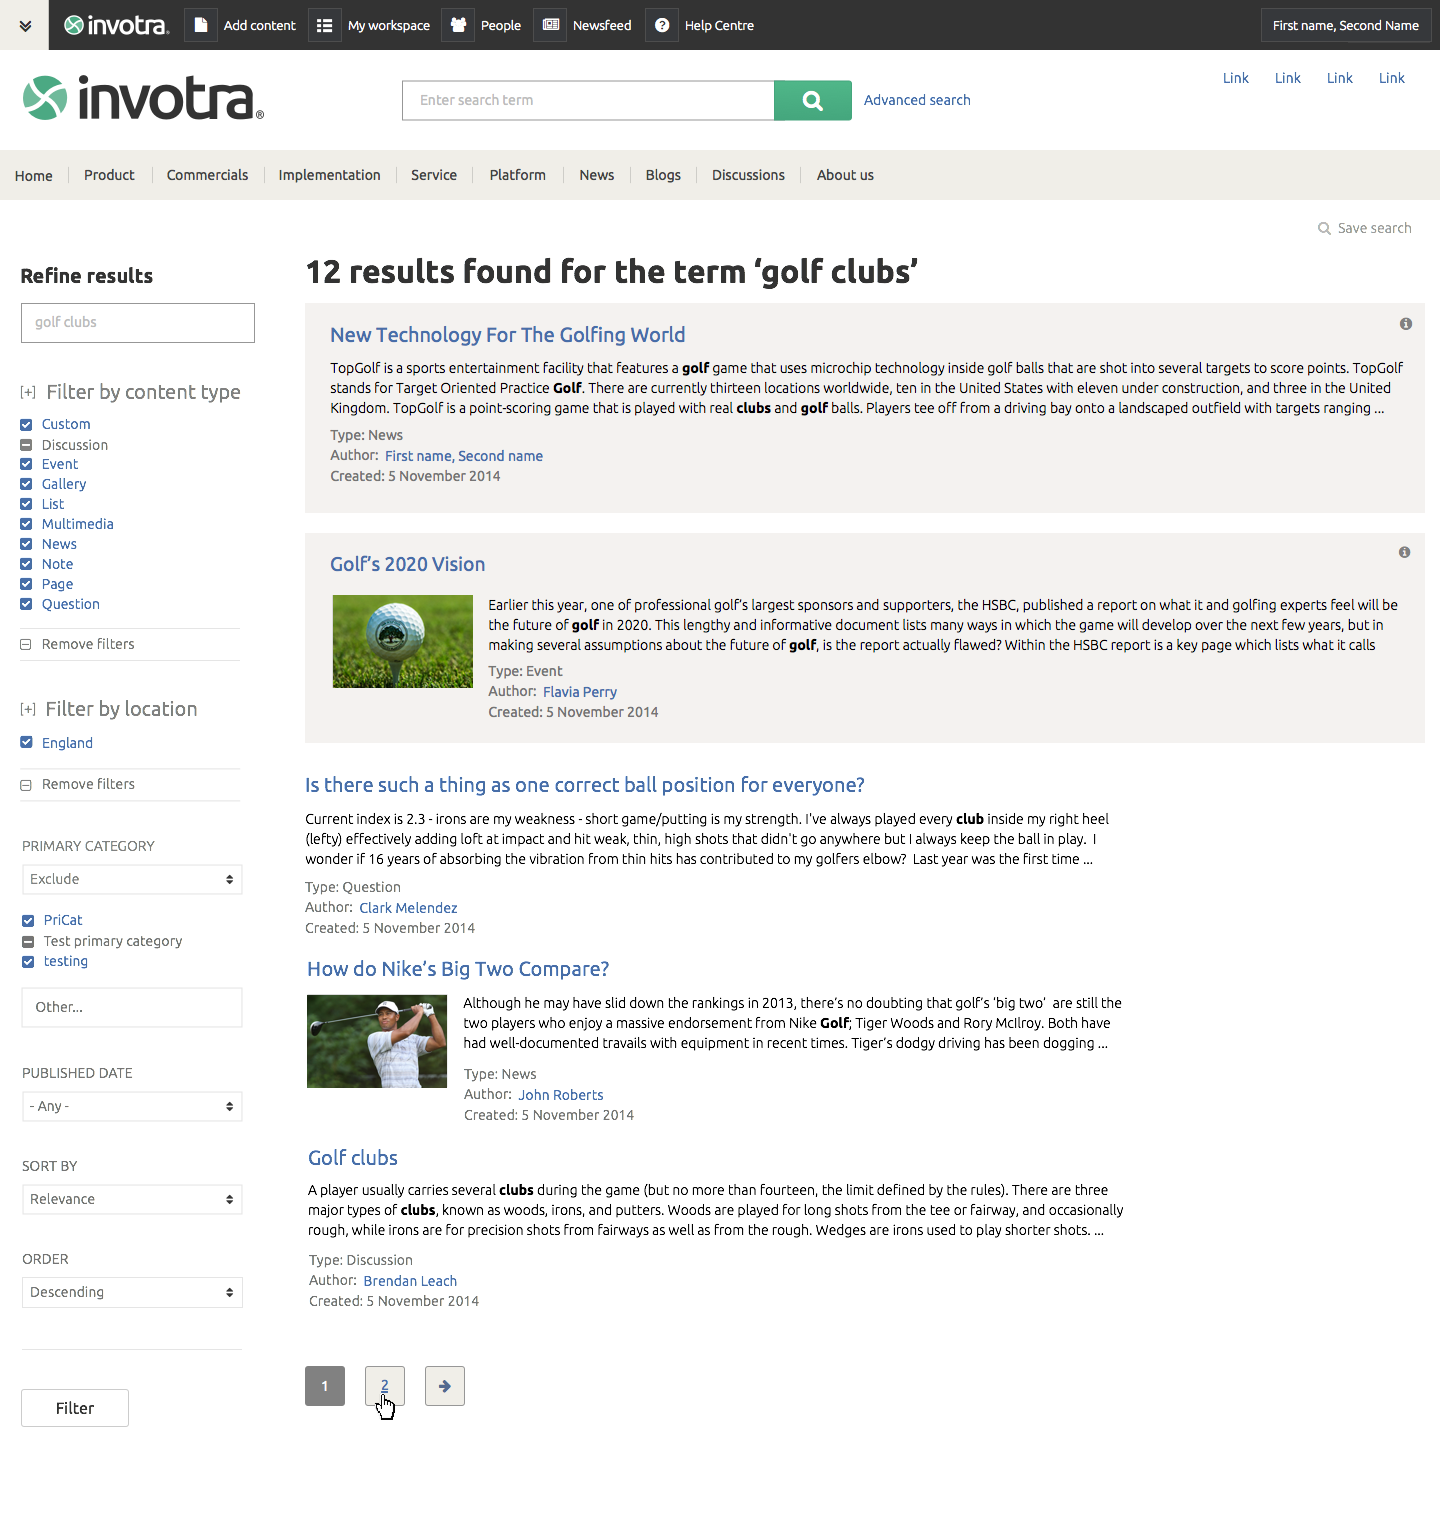 invotra® Add content My workspace People Newsfeed Help Centre First name, Second Name
invotra® Enter search term Advanced search Link Link Link Link
Home Product Commercials Implementation Service Platform News Blogs Discussions About us
Save search
Refine results
golf clubs
[+] Filter by content type
Custom
Discussion
Event
Gallery
List
Multimedia
News
Note
Page
Question
Remove filters
[+] Filter by location
England
Remove filters
PRIMARY CATEGORY
Exclude
PriCat
Test primary category
testing
Other...
PUBLISHED DATE
- Any -
SORT BY
Relevance
ORDER
Descending
Filter
12 results found for the term ‘golf clubs’
New Technology For The Golfing World
TopGolf is a sports entertainment facility that features a golf game that uses microchip technology inside golf balls that are shot into several targets to score points. TopGolf
stands for Target Oriented Practice Golf. There are currently thirteen locations worldwide, ten in the United States with eleven under construction, and three in the United
Kingdom. TopGolf is a point-scoring game that is played with real clubs and golf balls. Players tee off from a driving bay onto a landscaped outfield with targets ranging ...
Type: News
Author: First name, Second name
Created: 5 November 2014
Golf’s 2020 Vision
Earlier this year, one of professional golf’s largest sponsors and supporters, the HSBC, published a report on what it and golfing experts feel will be
the future of golf in 2020. This lengthy and informative document lists many ways in which the game will develop over the next few years, but in
making several assumptions about the future of golf, is the report actually flawed? Within the HSBC report is a key page which lists what it calls
Type: Event
Author: Flavia Perry
Created: 5 November 2014
Is there such a thing as one correct ball position for everyone?
Current index is 2.3 - irons are my weakness - short game/putting is my strength. I've always played every club inside my right heel
(lefty) effectively adding loft at impact and hit weak, thin, high shots that didn't go anywhere but I always keep the ball in play. I
wonder if 16 years of absorbing the vibration from thin hits has contributed to my golfers elbow? Last year was the first time ...
Type: Question
Author: Clark Melendez
Created: 5 November 2014
How do Nike’s Big Two Compare?
Although he may have slid down the rankings in 2013, there’s no doubting that golf’s ‘big two’ are still the
two players who enjoy a massive endorsement from Nike Golf; Tiger Woods and Rory McIlroy. Both have
had well-documented travails with equipment in recent times. Tiger’s dodgy driving has been dogging ...
Type: News
Author: John Roberts
Created: 5 November 2014
Golf clubs
A player usually carries several clubs during the game (but no more than fourteen, the limit defined by the rules). There are three
major types of clubs, known as woods, irons, and putters. Woods are played for long shots from the tee or fairway, and occasionally
rough, while irons are for precision shots from fairways as well as from the rough. Wedges are irons used to play shorter shots. ...
Type: Discussion
Author: Brendan Leach
Created: 5 November 2014
1 2